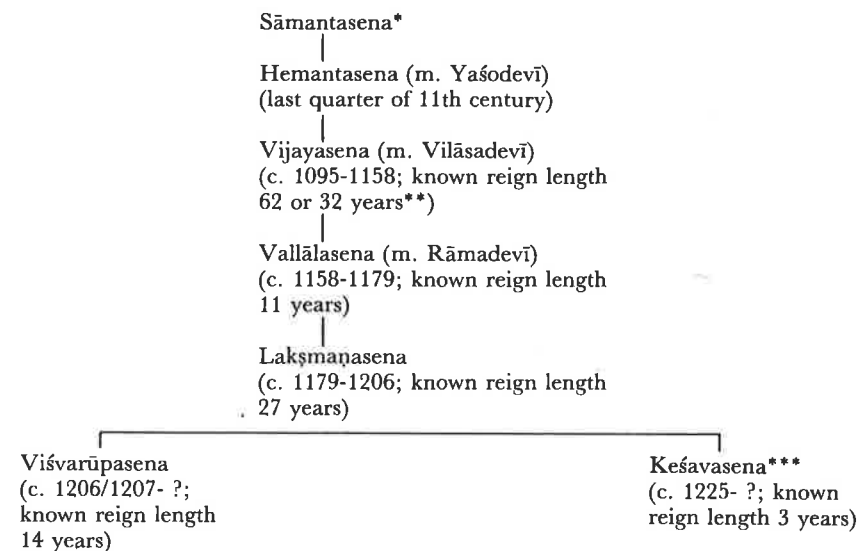 Sāmantasena*
Hemantasena (m. Yaśodevī)
(last quarter of 11th century)
Vijayasena (m. Vilāsadevī)
(c. 1095-1158; known reign length
62 or 32 years**)
Vallālasena (m. Rāmadevī)
(c. 1158-1179; known reign length
11 years)
Lakṣmaṇasena
(c. 1179-1206; known reign length
27 years)
Viśvarūpasena
(c. 1206/1207- ?;
known reign length
14 years)
Keśavasena***
(c. 1225- ?; known
reign length 3 years)